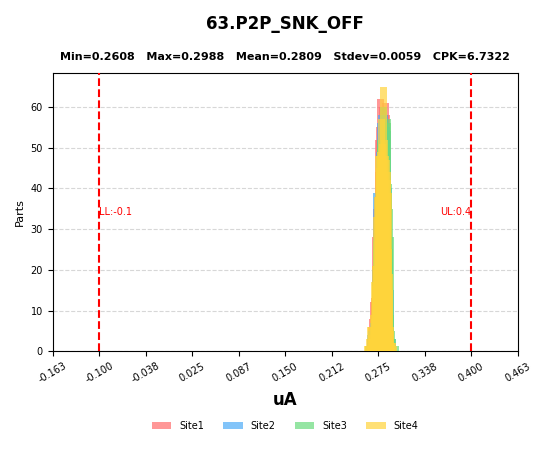 63.P2P_SNK_OFF
Min=0.2608 Max=0.2988 Mean=0.2809 Stdev=0.0059 CPK=6.7322
Parts
60
50
40
30
20
10
0
LL:-0.1
UL:0.4
-0.163 -0.100 -0.038 0.025 0.087 0.150 0.212 0.275 0.338 0.400 0.463
uA
Site1 Site2 Site3 Site4